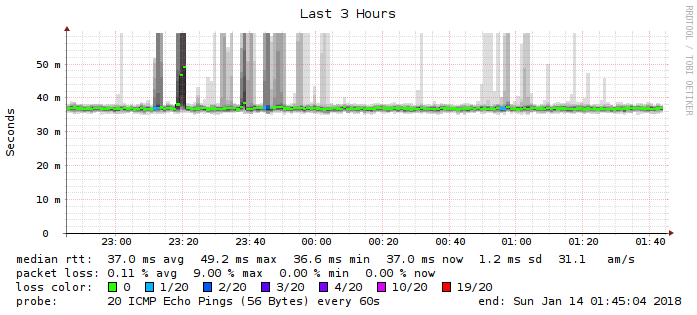 Last 3 Hours
RRDTOOL / TOBI OETIKER
Seconds
50 m
40 m
30 m
20 m
10 m
0
23:00 23:20 23:40 00:00 00:20 00:40 01:00 01:20 01:40
median rtt: 37.0 ms avg 49.2 ms max 36.6 ms min 37.0 ms now 1.2 ms sd 31.1 am/s
packet loss: 0.11 % avg 9.00 % max 0.00 % min 0.00 % now
loss color: 0 1/20 2/20 3/20 4/20 10/20 19/20
probe: 20 ICMP Echo Pings (56 Bytes) every 60s end: Sun Jan 14 01:45:04 2018